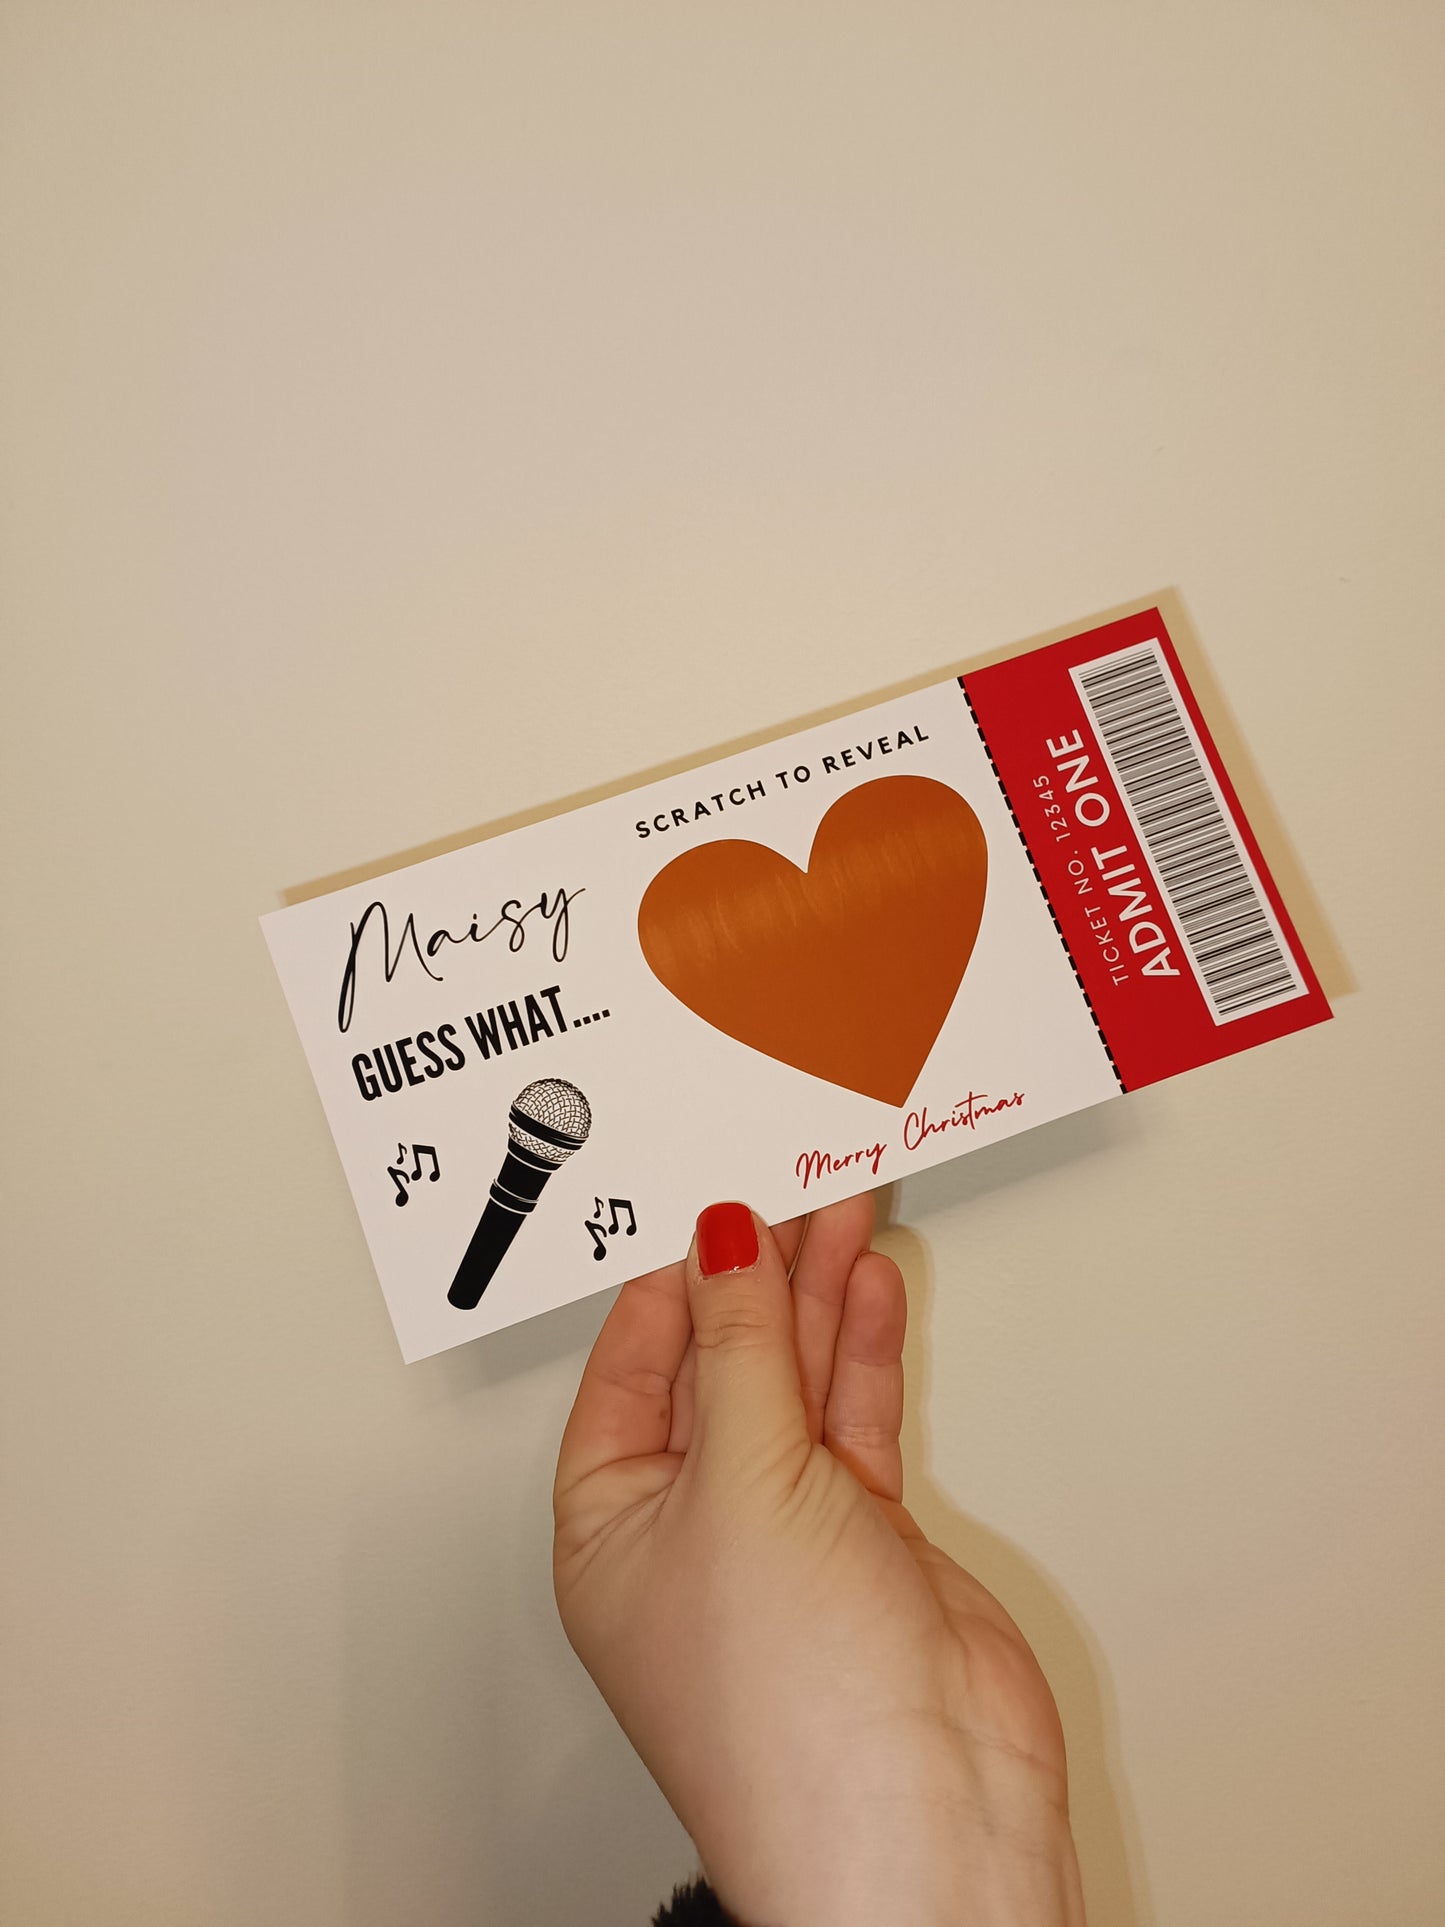 Maisy
GUESS WHAT....
SCRATCH TO REVEAL
Merry Christmas
TICKET NO. 12345
ADMIT ONE